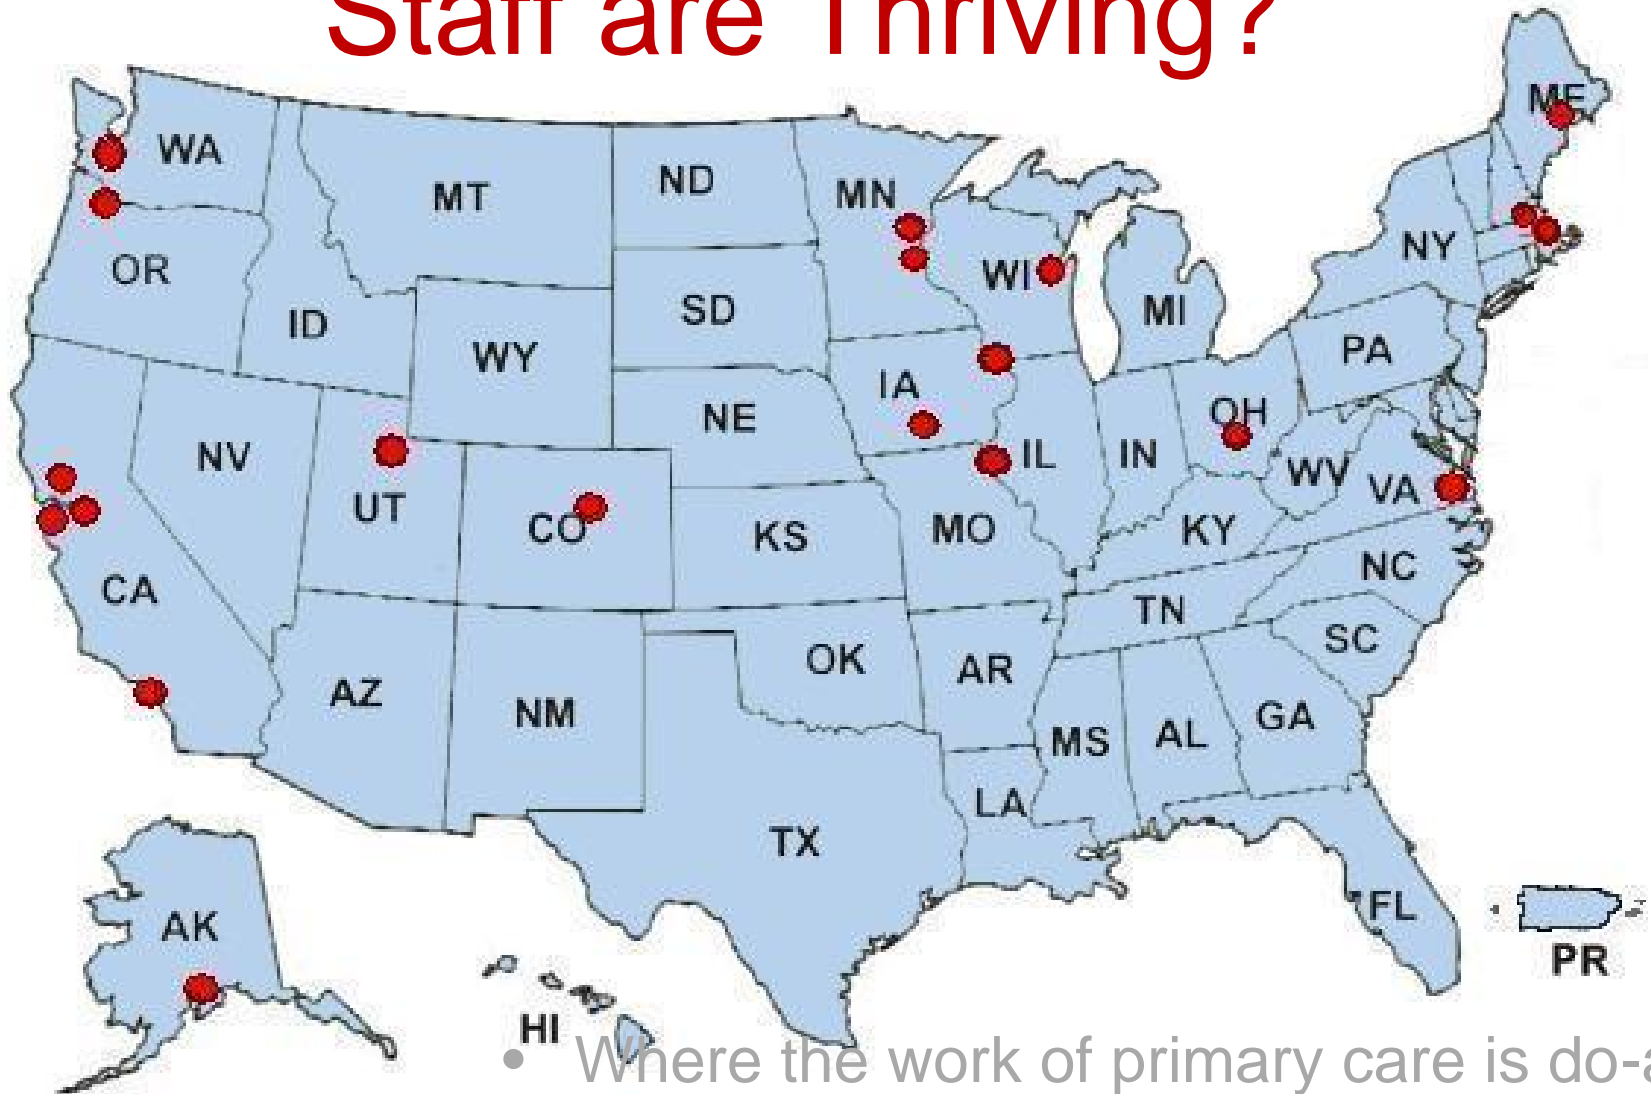 Staff are Thriving?
ME
WA
MT
ND
MN
OR
NY
WI
SD
MI
ID
WY
PA
IA
OH
NE
NV
IL
IN
WV
VA
UT
CO
KS
MO
KY
NC
CA
TN
SC
OK
AR
AZ
NM
GA
MS
AL
LA
TX
FL
AK
PR
HI
• Where the work of primary care is do-a